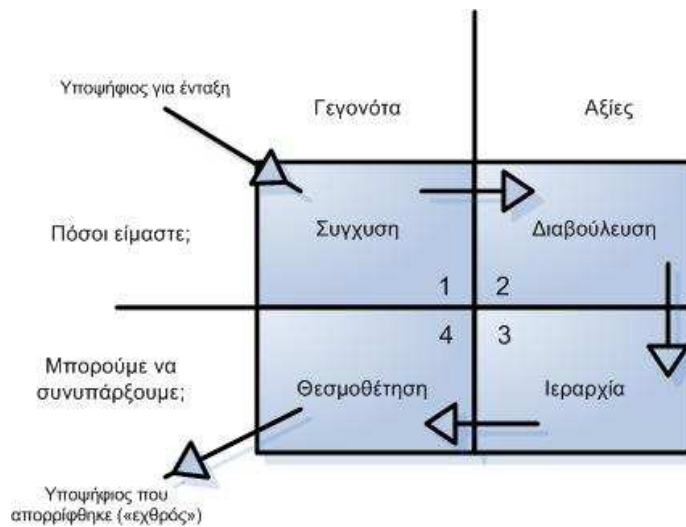 Υποψήφιος για ένταξη
Γεγονότα
Αξίες
Πόσοι είμαστε;
Συγχυση
Διαβούλευση
1
2
4
3
Μπορούμε να
συνυπάρξουμε;
Θεσμοθέτηση
Ιεραρχία
Υποψήφιος που
απορρίφθηκε («εχθρός»)